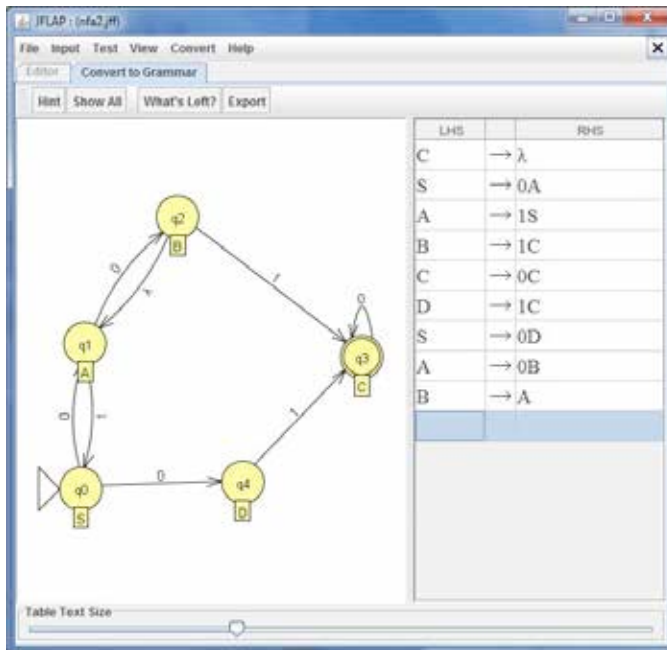 JFLAP : (nfa2.jff)
File Input Test View Convert Help
Editor Convert to Grammar
Hint Show All What's Left? Export
LHS RHS
C → λ
S → 0A
A → 1S
B → 1C
C → 0C
D → 1C
S → 0D
A → 0B
B → A
q2
B
0
λ
1
0
q1
A
q3
C
0
1
1
q0
S
0
q4
D
Table Text Size